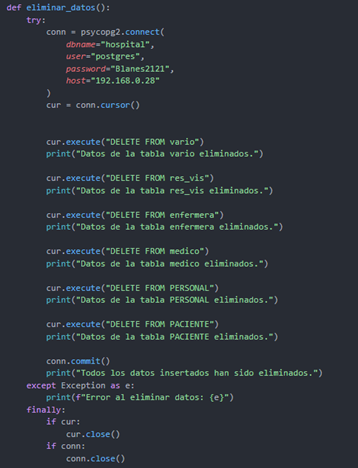 def eliminar_datos():
    try:
        conn = psycopg2.connect(
            dbname="hospital",
            user="postgres",
            password="Blanes2121",
            host="192.168.0.28"
        )
        cur = conn.cursor()
        cur.execute("DELETE FROM vario")
        print("Datos de la tabla vario eliminados.")
        cur.execute("DELETE FROM res_vis")
        print("Datos de la tabla res_vis eliminados.")
        cur.execute("DELETE FROM enfermera")
        print("Datos de la tabla enfermera eliminados.")
        cur.execute("DELETE FROM medico")
        print("Datos de la tabla medico eliminados.")
        cur.execute("DELETE FROM PERSONAL")
        print("Datos de la tabla PERSONAL eliminados.")
        cur.execute("DELETE FROM PACIENTE")
        print("Datos de la tabla PACIENTE eliminados.")
        conn.commit()
        print("Todos los datos insertados han sido eliminados.")
    except Exception as e:
        print(f"Error al eliminar datos: {e}")
    finally:
        if cur:
            cur.close()
        if conn:
            conn.close()